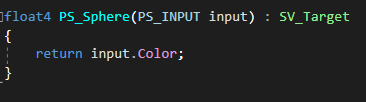 float4 PS_Sphere(PS_INPUT input) : SV_Target
{
    return input.Color;
}